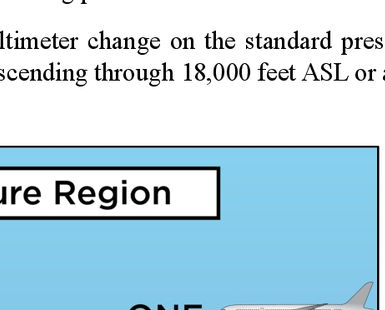 ltimeter change on the standard pres
scending through 18,000 feet ASL or a
ure Region
ONE